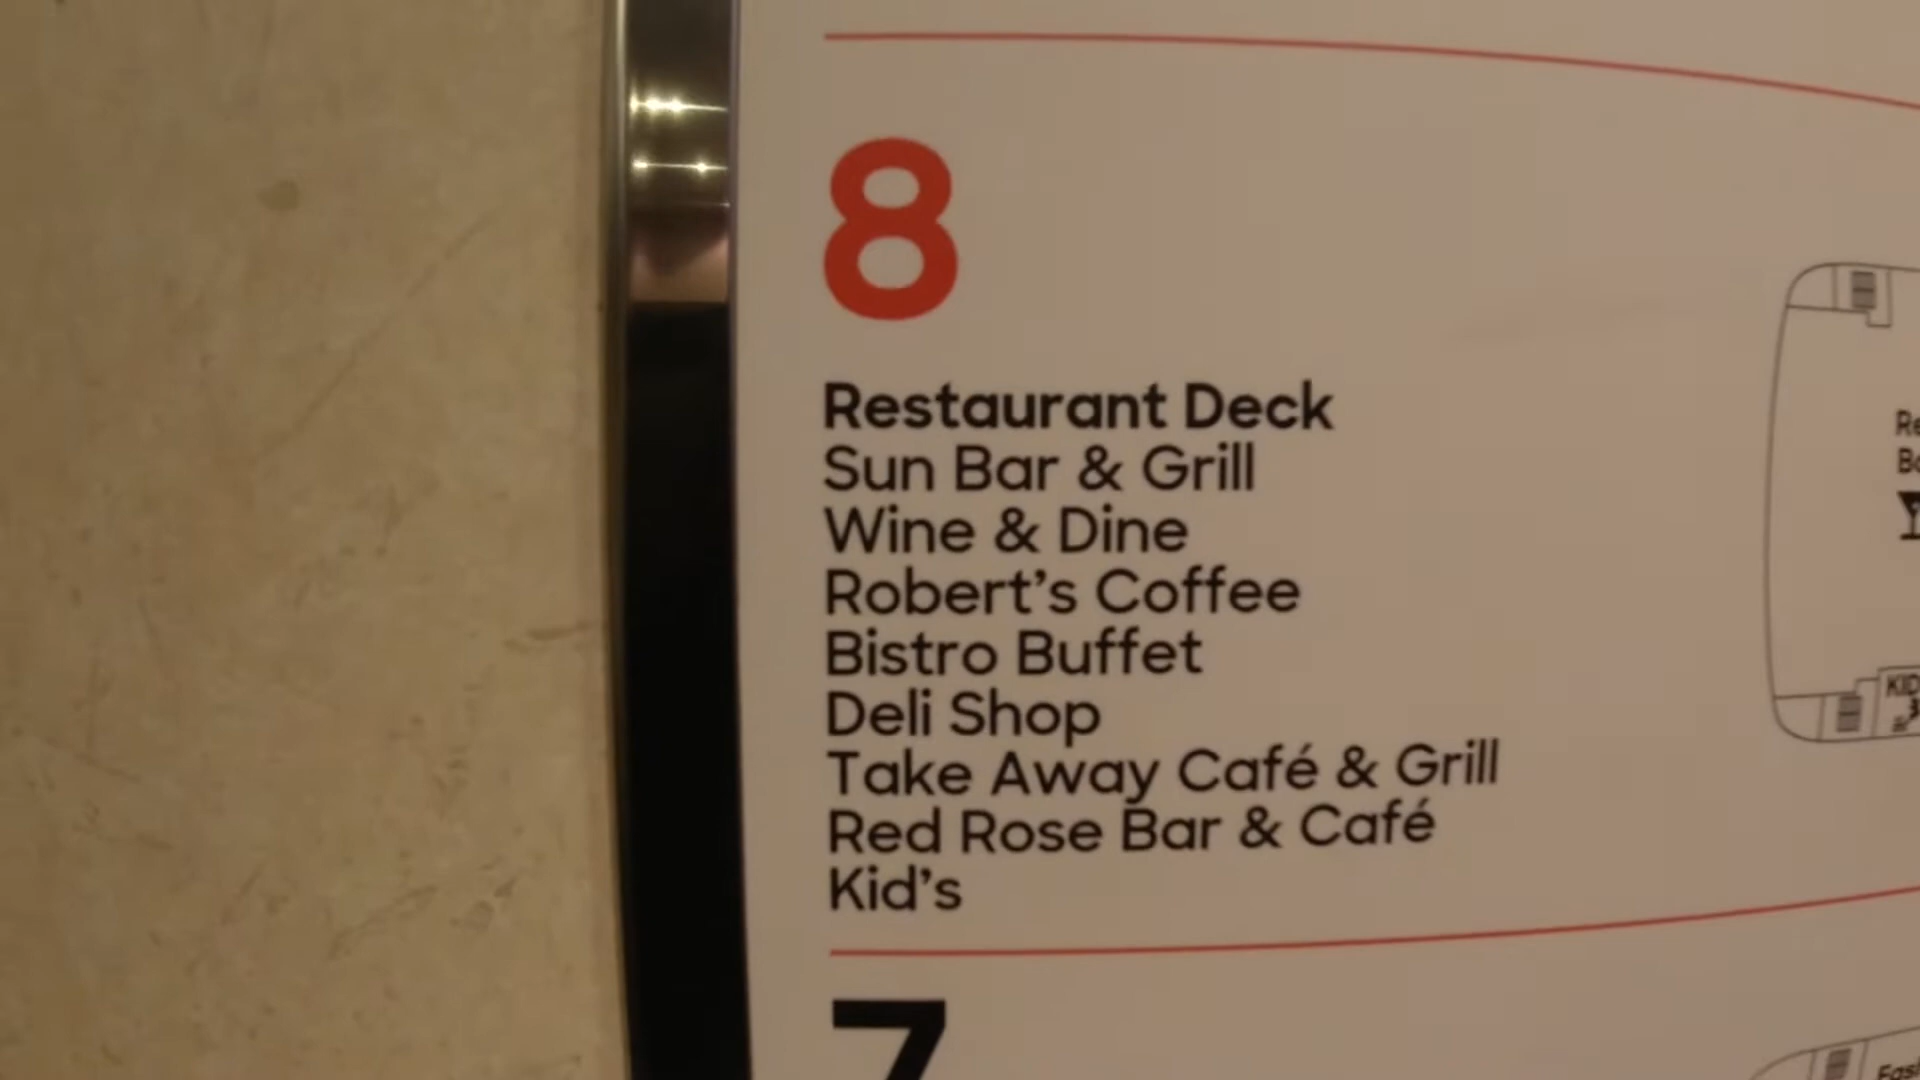 8
Restaurant Deck
Sun Bar & Grill
Wine & Dine
Robert's Coffee
Bistro Buffet
Deli Shop
Take Away Café & Grill
Red Rose Bar & Café
Kid's
7